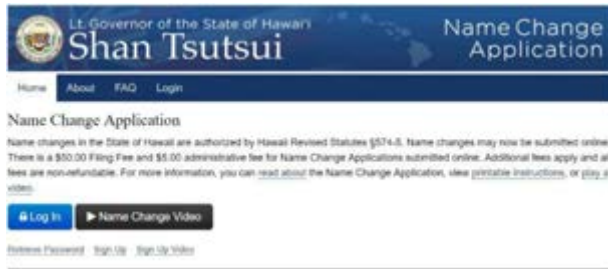 Lt. Governor of the State of Hawai'i
Shan Tsutsui
Name Change
Application
Home About FAQ Login
Name Change Application
Name changes in the State of Hawaii are authorized by Hawaii Revised Statutes §574-5. Name changes may now be submitted online
There is a $50.00 Filing Fee and $5.00 administrative fee for Name Change Applications submitted online. Additional fees apply and al
fees are non-refundable. For more information, you can read about the Name Change Application, view printable instructions, or play a
video.
Log In Name Change Video
Retrieve Password Sign Up Sign Up Video